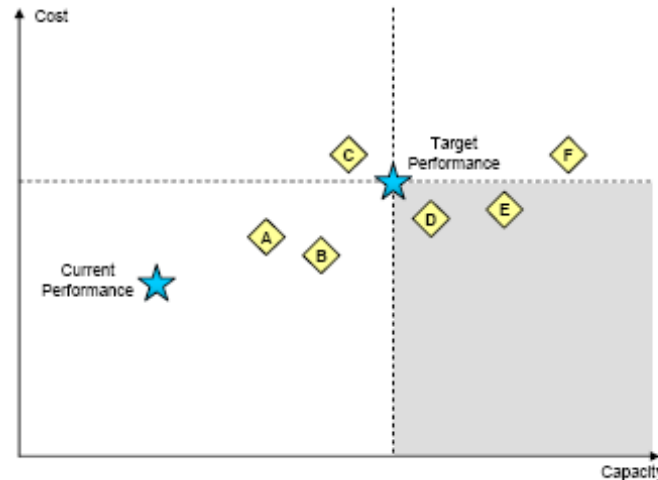 Cost
Target
Performance
C
F
A
B
D
E
Current
Performance
Capacity